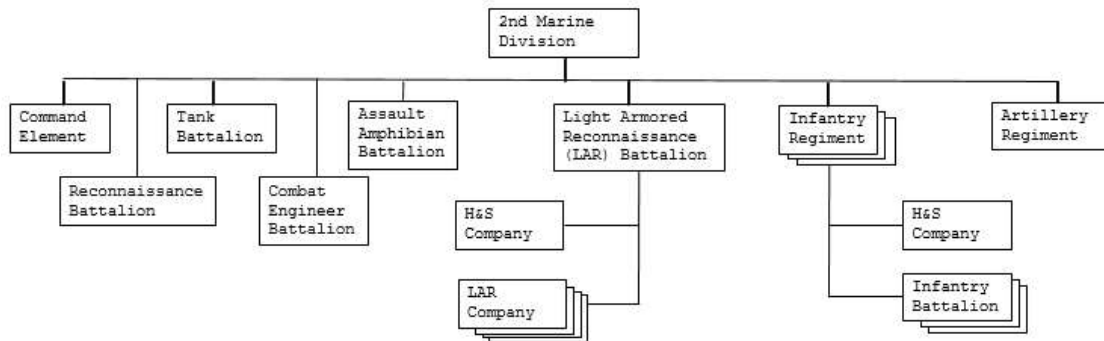 2nd Marine
Division
Command
Element
Tank
Battalion
Assault
Amphibian
Battalion
Light Armored
Reconnaissance
(LAR) Battalion
Infantry
Regiment
Artillery
Regiment
Reconnaissance
Battalion
Combat
Engineer
Battalion
H&S
Company
H&S
Company
LAR
Company
Infantry
Battalion